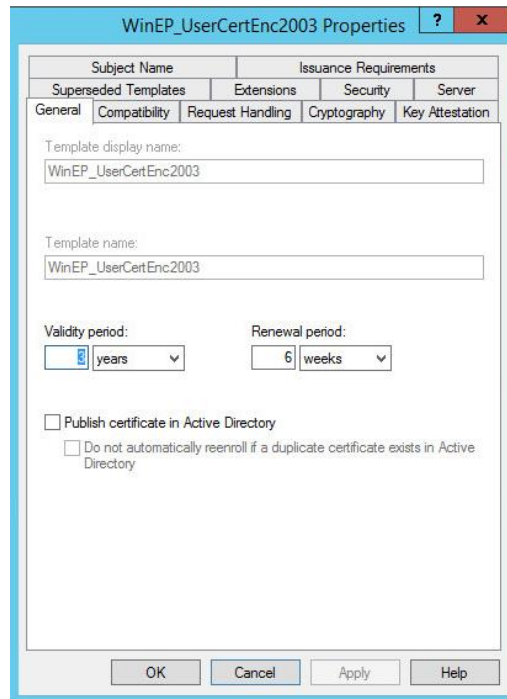 WinEP_UserCertEnc2003 Properties
? x
Subject Name Issuance Requirements
Superseded Templates Extensions Security Server
General Compatibility Request Handling Cryptography Key Attestation
Template display name:
WinEP_UserCertEnc2003
Template name:
WinEP_UserCertEnc2003
Validity period: Renewal period:
3 years 6 weeks
Publish certificate in Active Directory
Do not automatically reenroll if a duplicate certificate exists in Active
Directory
OK Cancel Apply Help